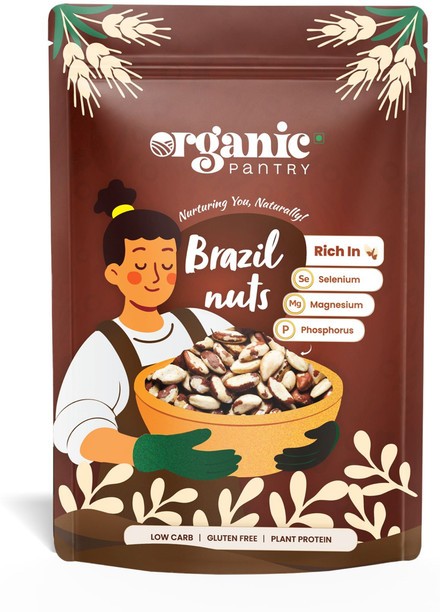 Organic
PANTRY
Nurturing You, Naturally!
Brazil
nuts
Rich In
Se Selenium
Mg Magnesium
P Phosphorus
LOW CARB | GLUTEN FREE | PLANT PROTEIN